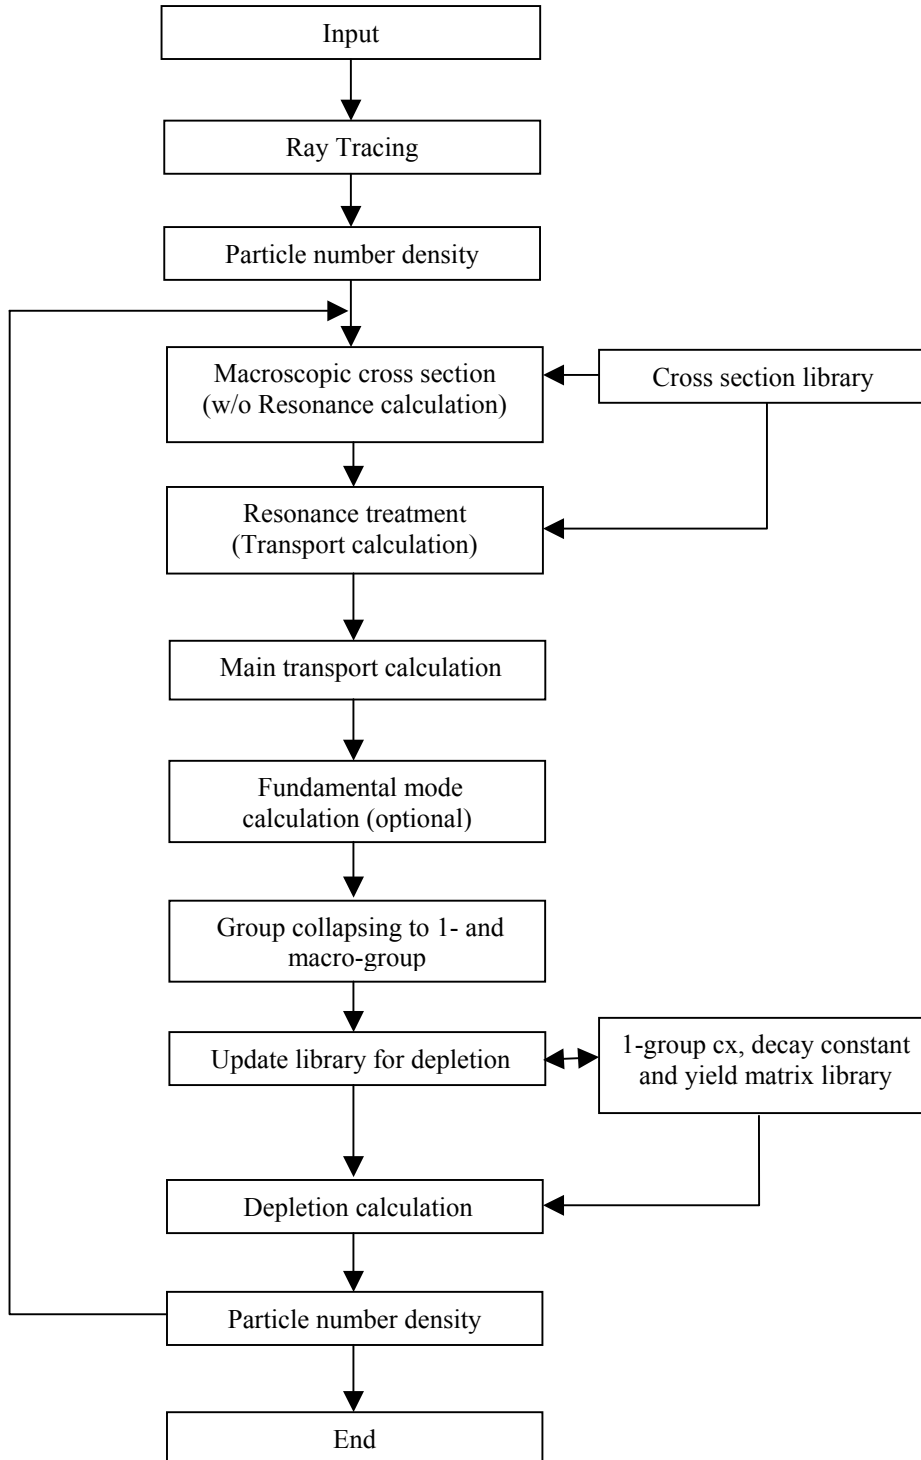 Input
Ray Tracing
Particle number density
Macroscopic cross section
(w/o Resonance calculation)
Cross section library
Resonance treatment
(Transport calculation)
Main transport calculation
Fundamental mode
calculation (optional)
Group collapsing to 1- and
macro-group
Update library for depletion
1-group cx, decay constant
and yield matrix library
Depletion calculation
Particle number density
End